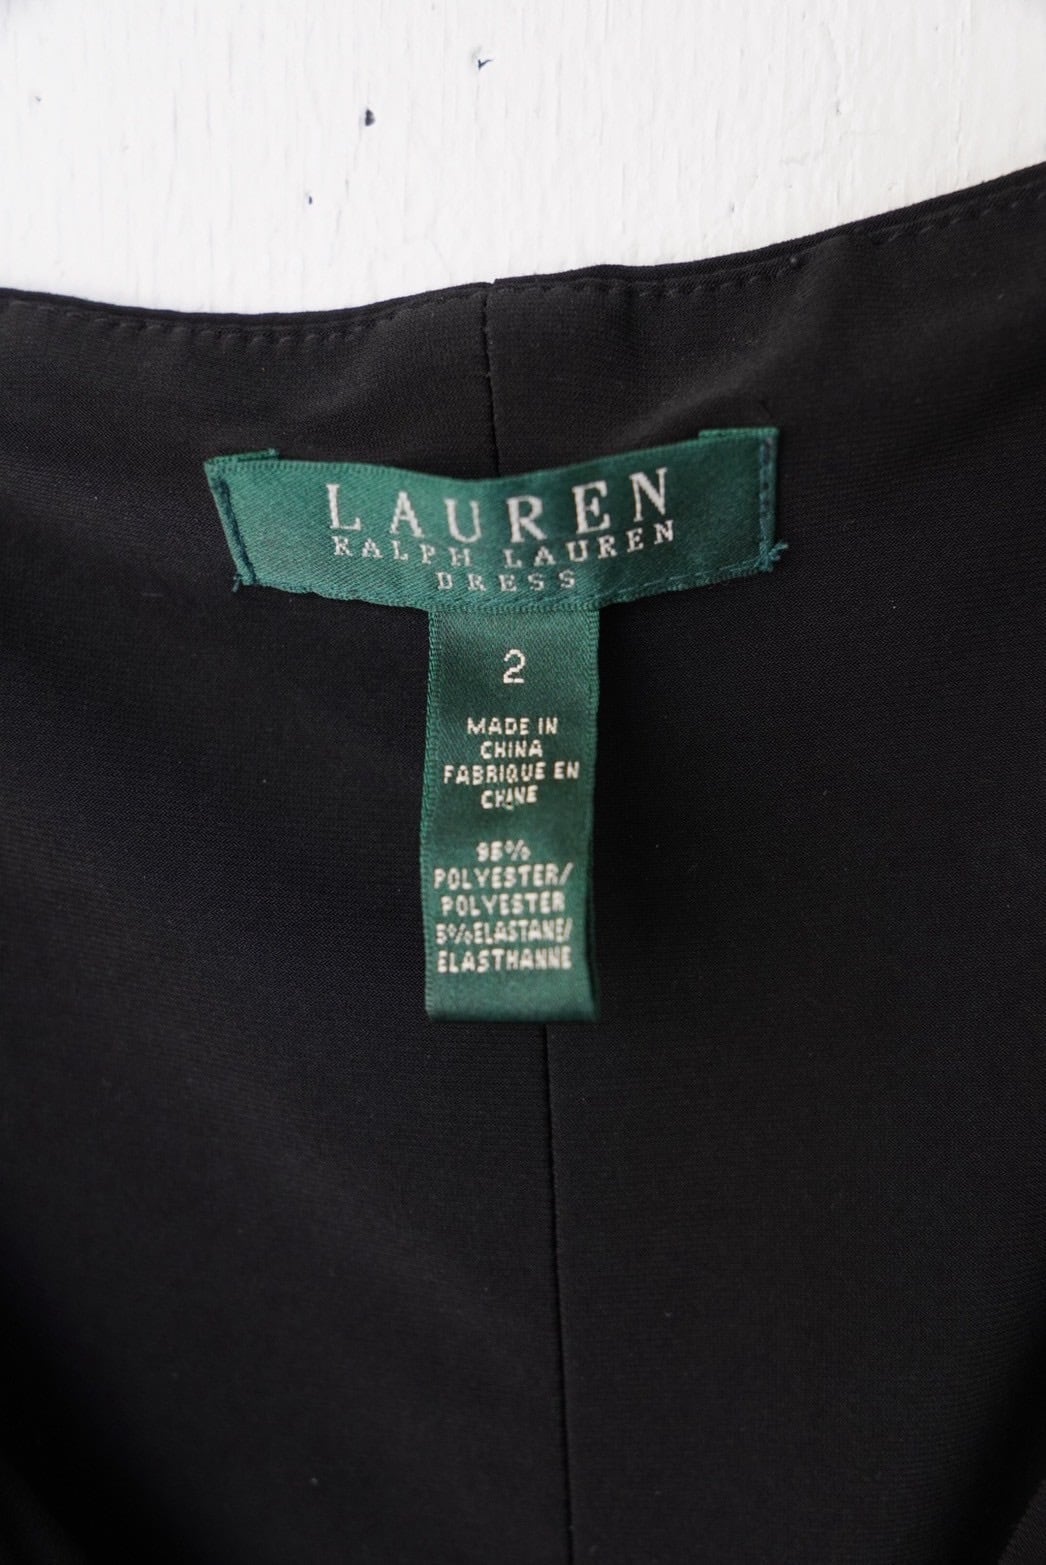 LAUREN
RALPH LAUREN
DRESS
2
MADE IN
CHINA
FABRIQUE EN
CHINE
95%
POLYESTER/
POLYESTER
5%ELASTANE/
ELASTHANNE